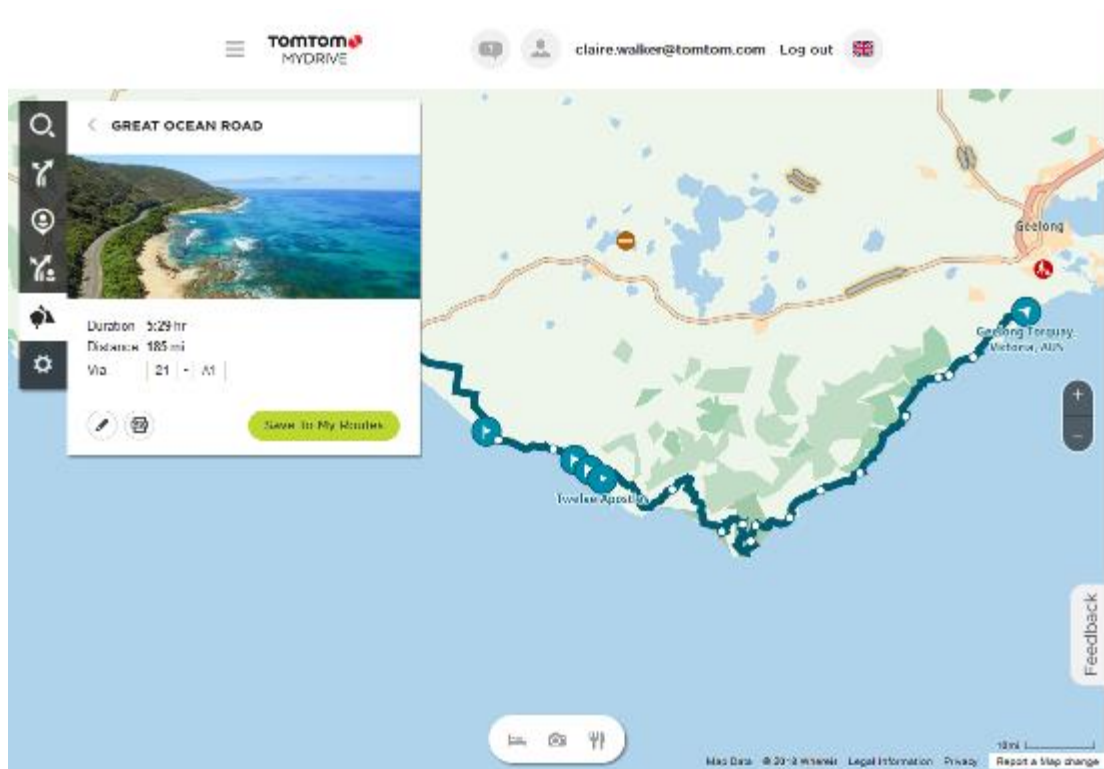 TOMTOM
MYDRIVE
claire.walker@tomtom.com Log out
GREAT OCEAN ROAD
Duration 5:29 hr
Distance 185 mi
Via 21 - A1
Save To My Routes
Geelong
Geelong Torquay,
Victoria, AUS
Twelve Apostles
+
-
Feedback
10mi
Map Data © Whereis Legal Information Privacy Report a Map change